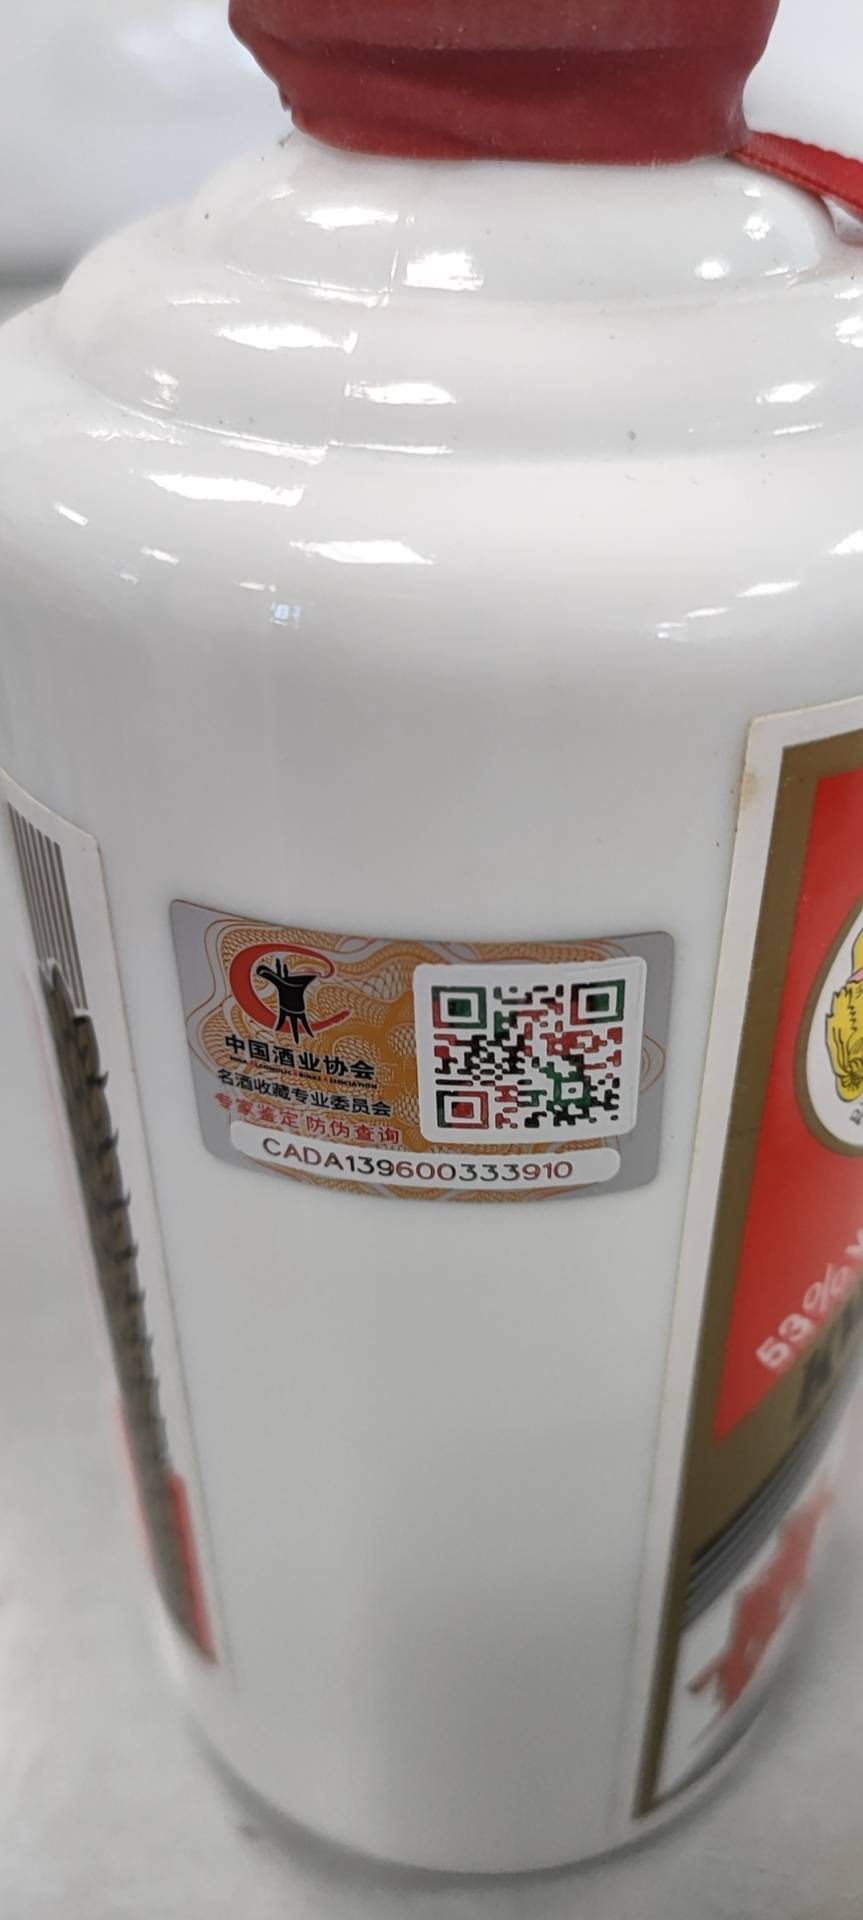 中国酒业协会
名酒收藏专业委员会
专家鉴定 防伪查询
CADA139600333910
53%